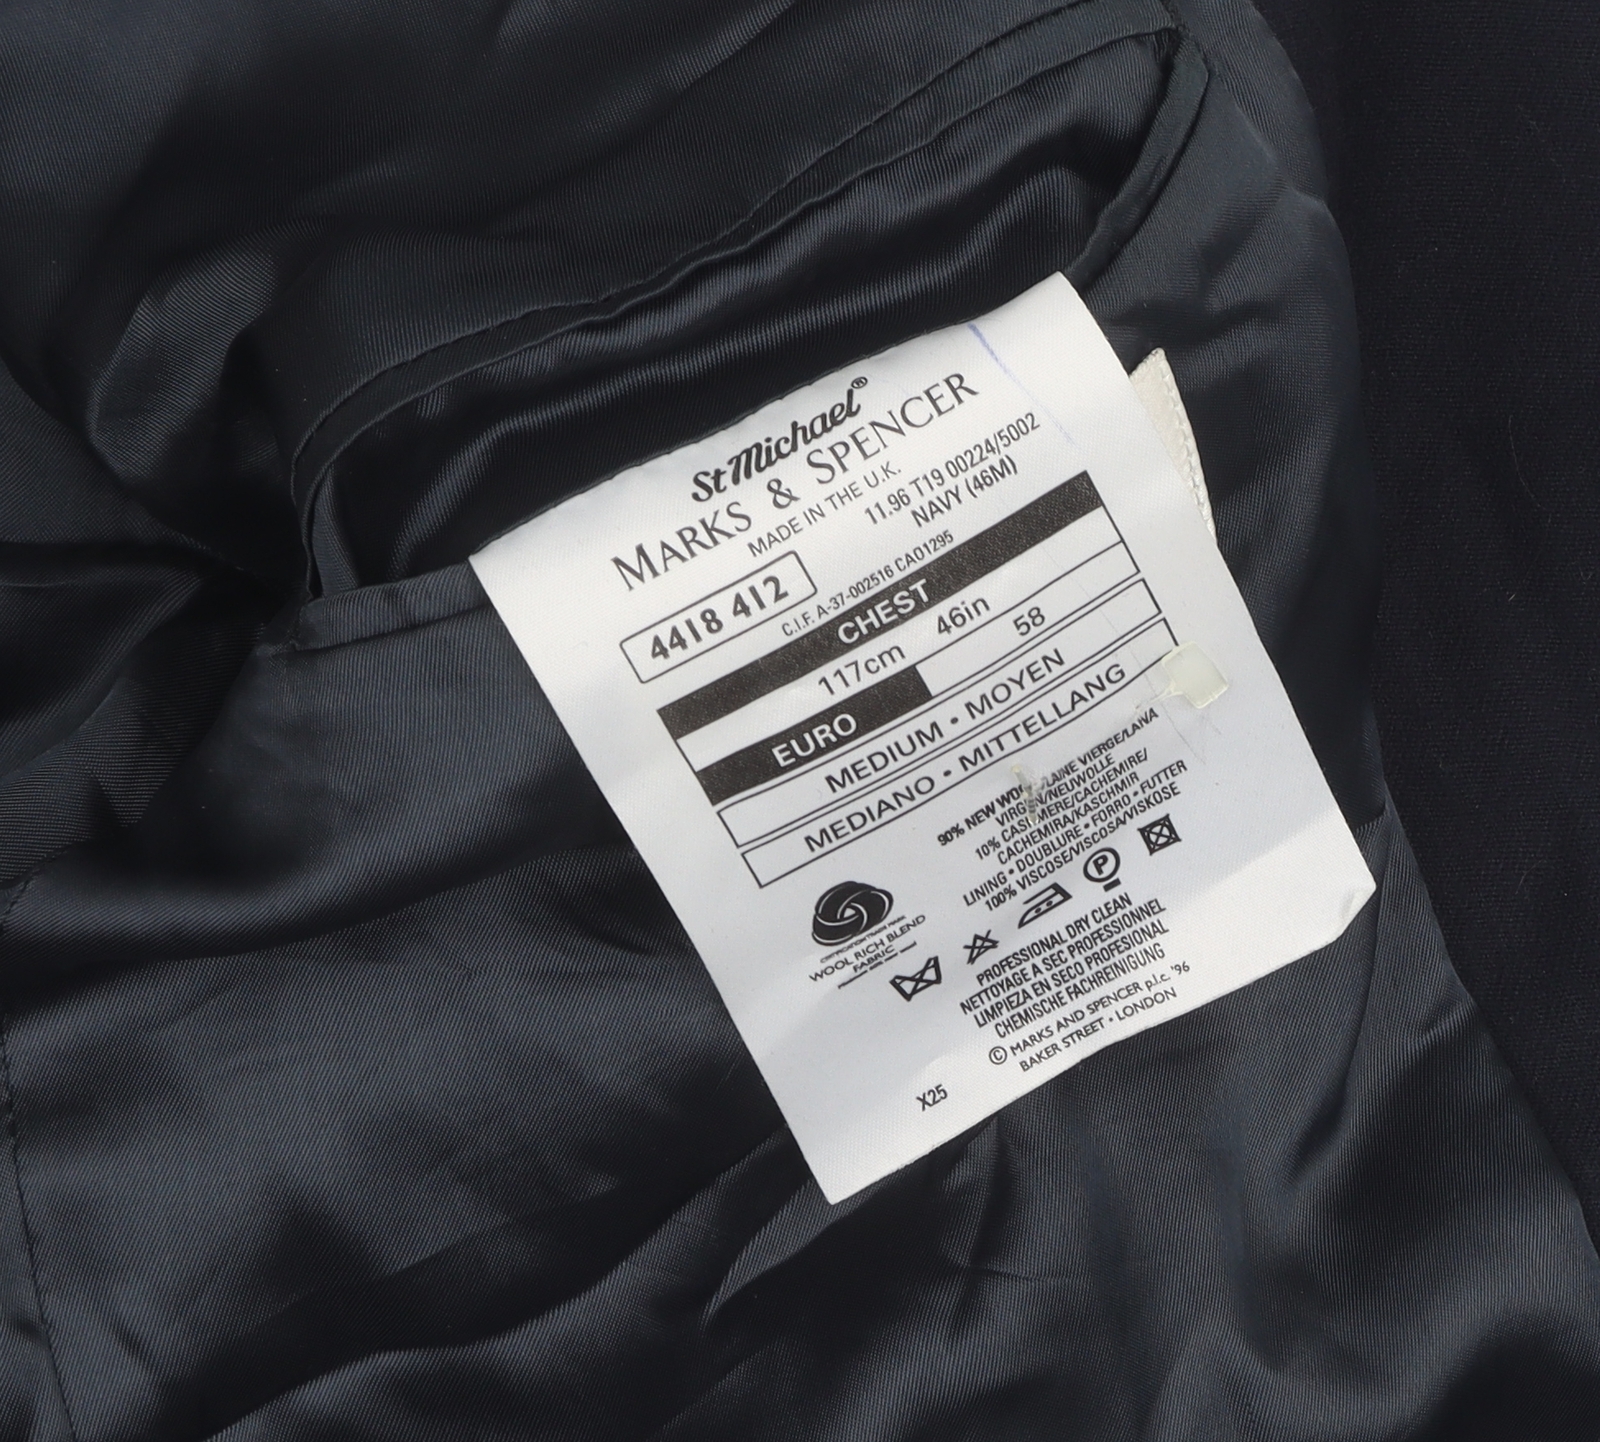 St Michael®
MARKS & SPENCER
MADE IN THE U.K.
11.96 T19 00224/5002
NAVY (46M)
4418 412
C.I.F. A-37-002516 CA01295
CHEST
117cm 46in
EURO 58
MEDIUM • MOYEN
MEDIANO • MITTELLANG
90% NEW LAINE VIERGE/LANA
VIRGEN/NEUWOLLE
10% CASHMERE/CACHEMIRE/
CACHEMIRA/KASCHMIR
LINING • DOUBLURE • FORRO • FUTTER
100% VISCOSE/VISCOSA/VISKOSE
WOOL RICH BLEND
FABRIC
P
PROFESSIONAL DRY CLEAN
NETTOYAGE A SEC PROFESSIONNEL
LIMPIEZA EN SECO PROFESIONAL
CHEMISCHE FACHREINIGUNG
© MARKS AND SPENCER p.l.c. '96
BAKER STREET • LONDON
X25